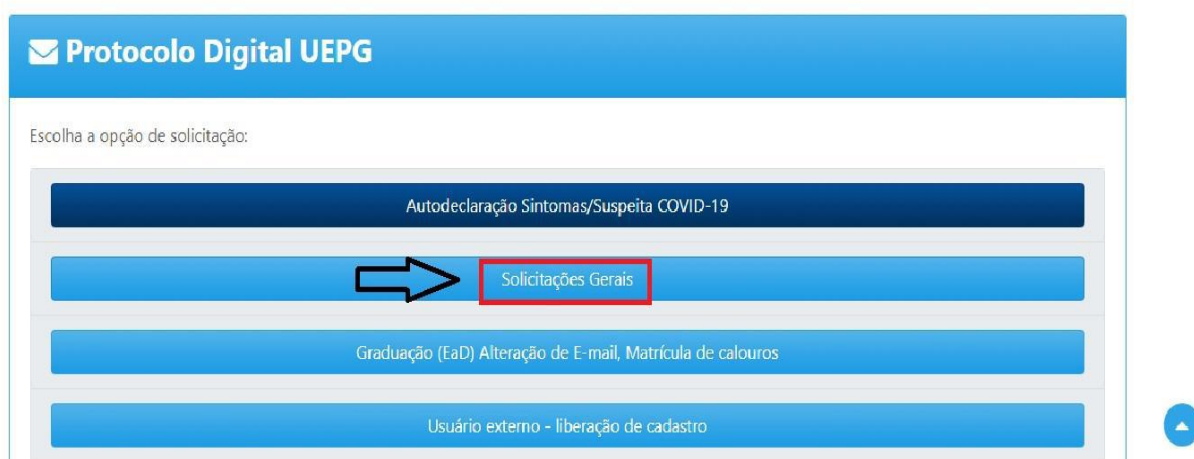 Protocolo Digital UEPG
Escolha a opção de solicitação:
Autodeclaração Sintomas/Suspeita COVID-19
Solicitações Gerais
Graduação (EaD) Alteração de E-mail, Matrícula de calouros
Usuário externo - liberação de cadastro